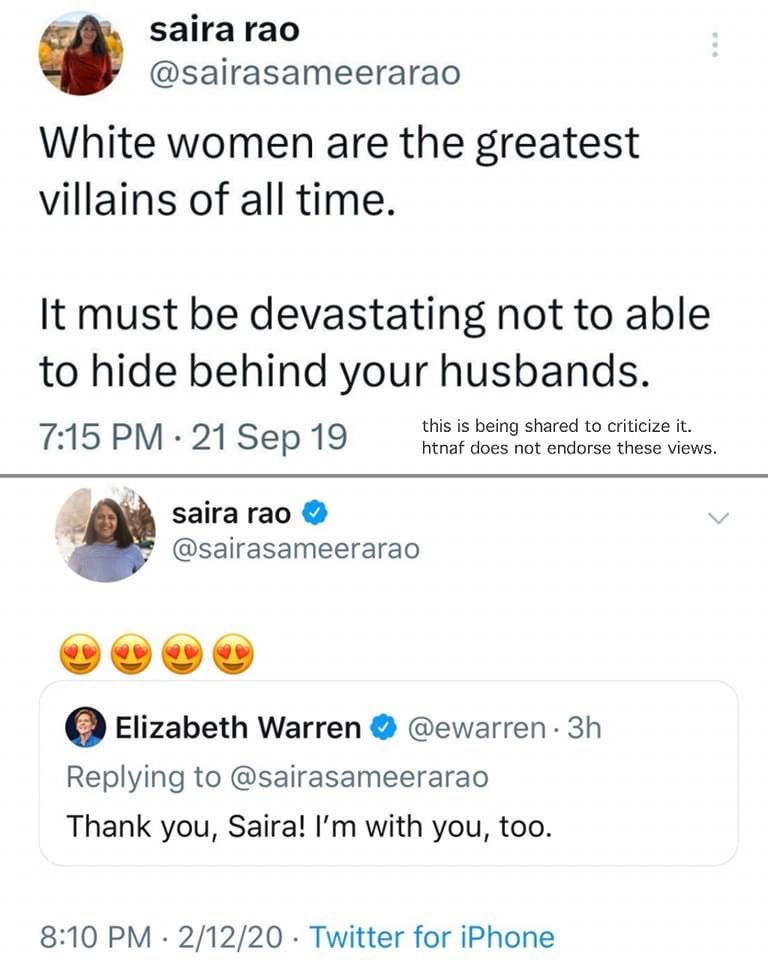 saira rao
@sairasameerarao
White women are the greatest
villains of all time.
It must be devastating not to able
to hide behind your husbands.
7:15 PM · 21 Sep 19
this is being shared to criticize it.
htnaf does not endorse these views.
saira rao
@sairasameerarao
😍😍😍😍
Elizabeth Warren @ewarren · 3h
Replying to @sairasameerarao
Thank you, Saira! I’m with you, too.
8:10 PM · 2/12/20 · Twitter for iPhone